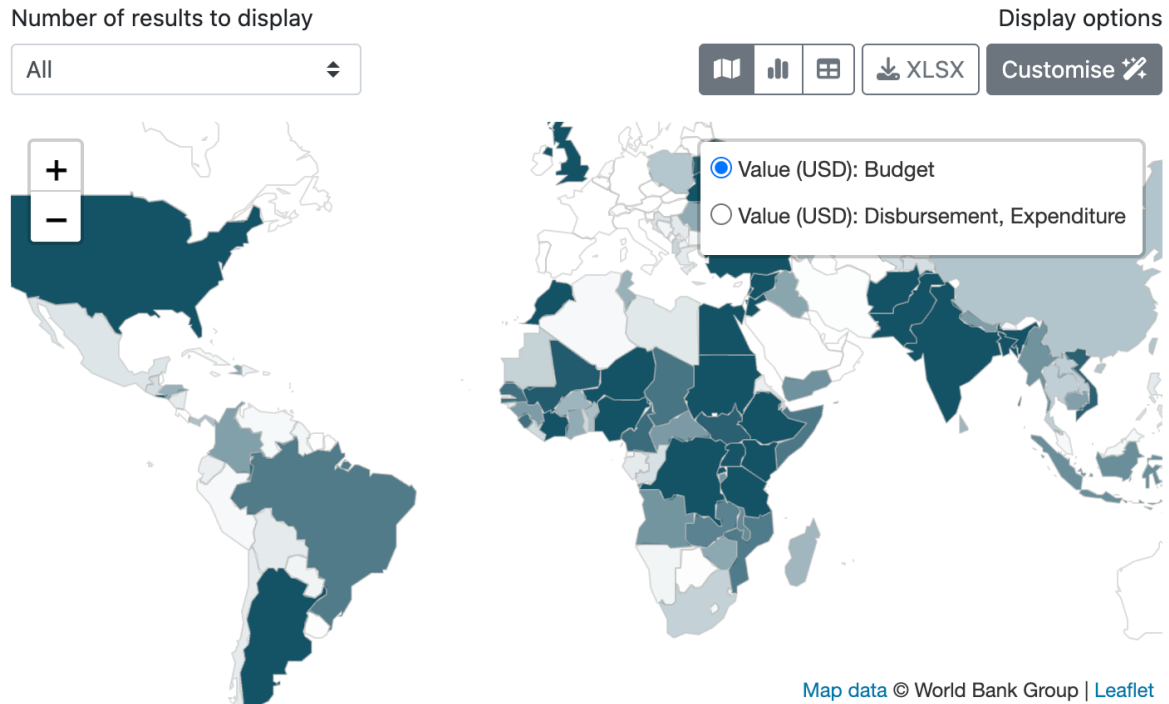 Number of results to display
Display options
All
XLSX
Customise
+
−
Value (USD): Budget
Value (USD): Disbursement, Expenditure
Map data © World Bank Group | Leaflet